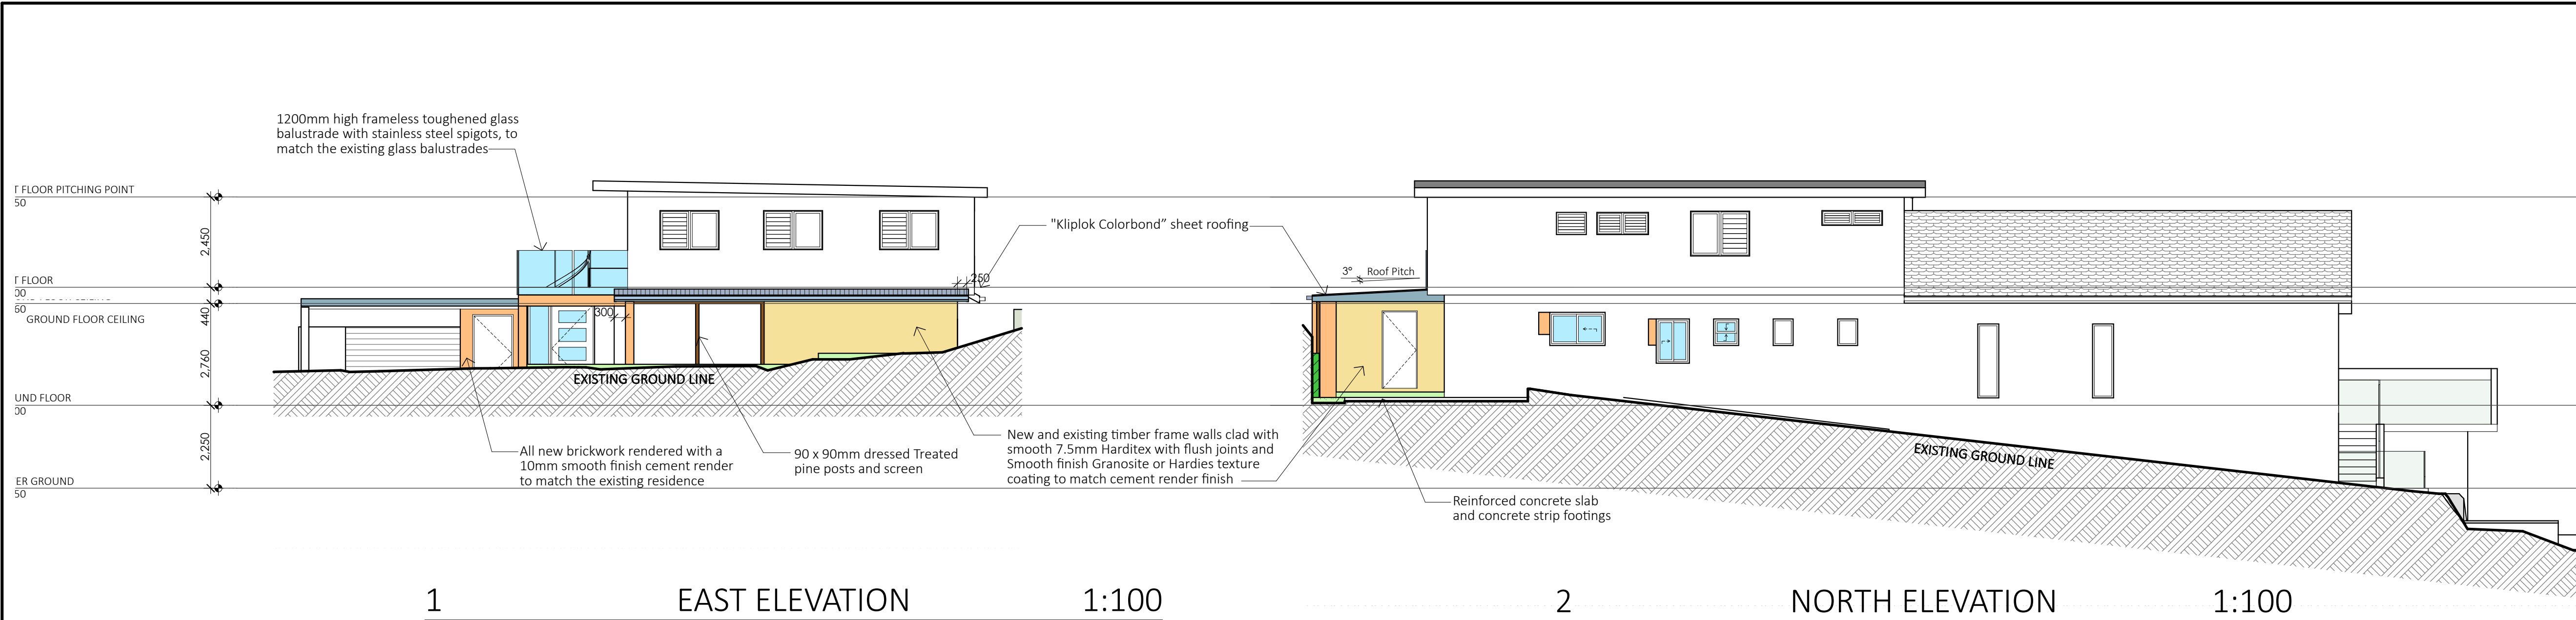 1200mm high frameless toughened glass
balustrade with stainless steel spigots, to
match the existing glass balustrades
T FLOOR PITCHING POINT
50
2,450
"Kliplok Colorbond” sheet roofing
3° Roof Pitch
T FLOOR
00
250
60
GROUND FLOOR CEILING
440
300
2,760
EXISTING GROUND LINE
UND FLOOR
00
2,250
ER GROUND
50
All new brickwork rendered with a
10mm smooth finish cement render
to match the existing residence
90 x 90mm dressed Treated
pine posts and screen
New and existing timber frame walls clad with
smooth 7.5mm Harditex with flush joints and
Smooth finish Granosite or Hardies texture
coating to match cement render finish
EXISTING GROUND LINE
Reinforced concrete slab
and concrete strip footings
1 EAST ELEVATION 1:100
2 NORTH ELEVATION 1:100